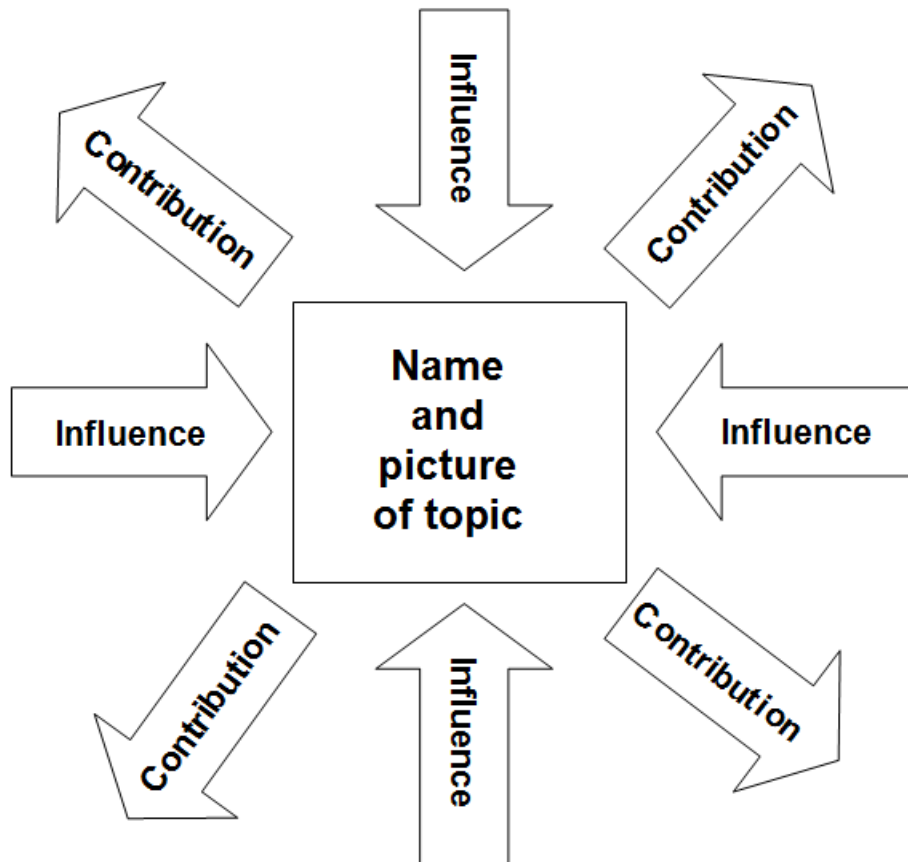 Influence
Contribution
Contribution
Name
and
picture
of topic
Influence
Influence
Contribution
Influence
Contribution